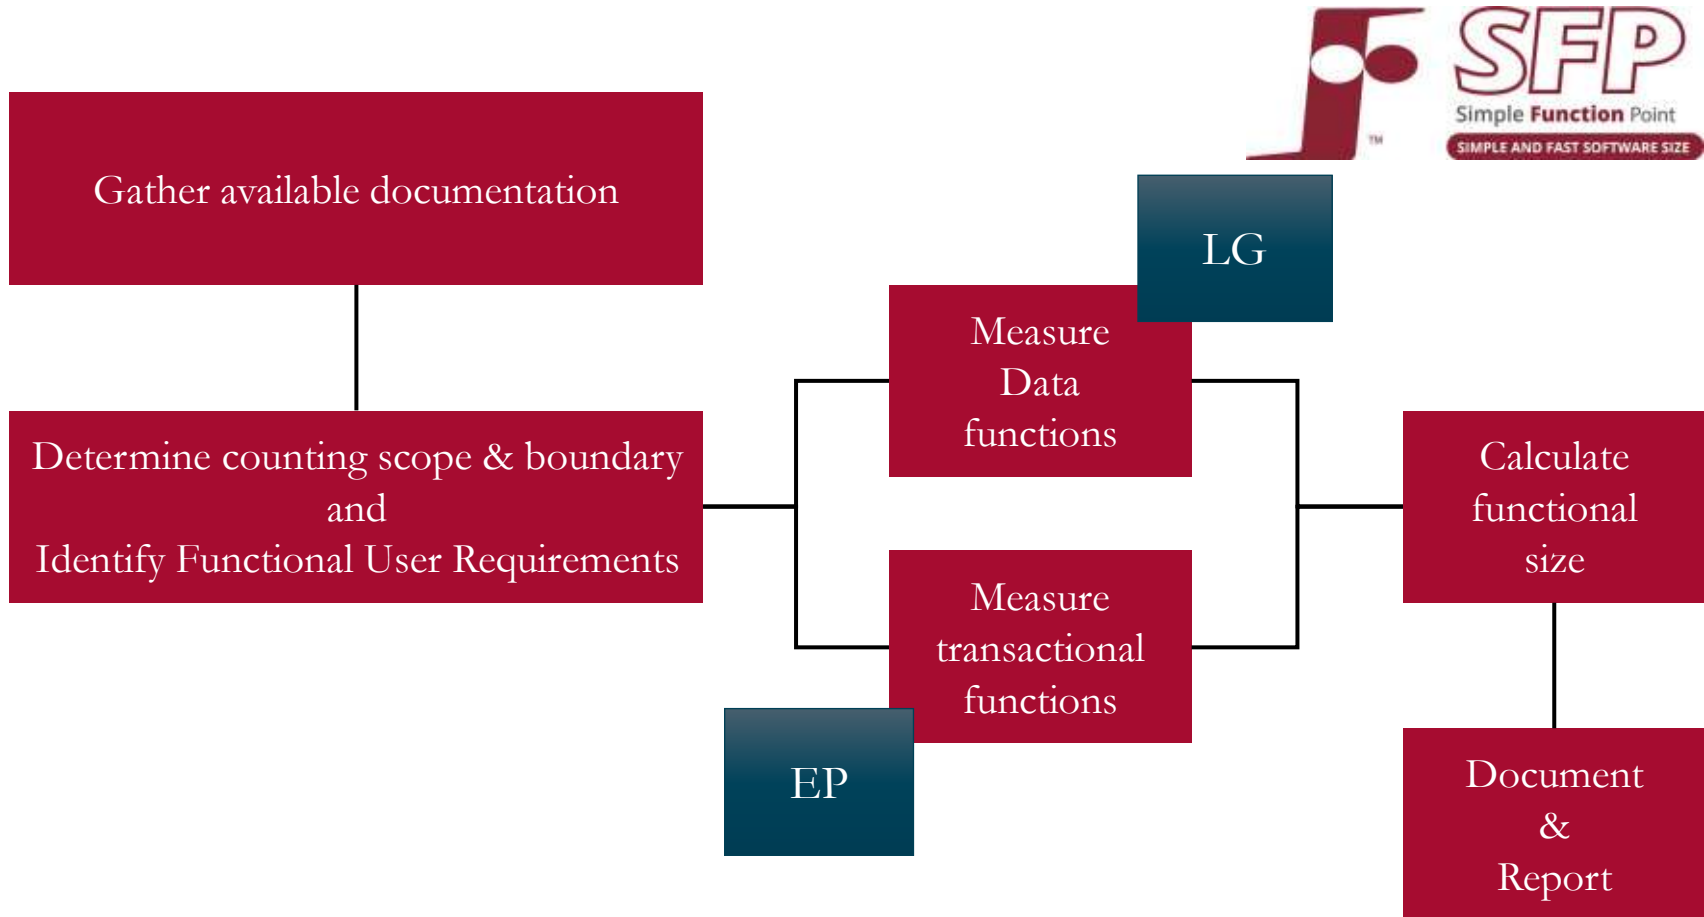 SFP
Simple Function Point
TM
SIMPLE AND FAST SOFTWARE SIZE
Gather available documentation
Determine counting scope & boundary
and
Identify Functional User Requirements
LG
Measure
Data
functions
Measure
transactional
functions
EP
Calculate
functional
size
Document
&
Report